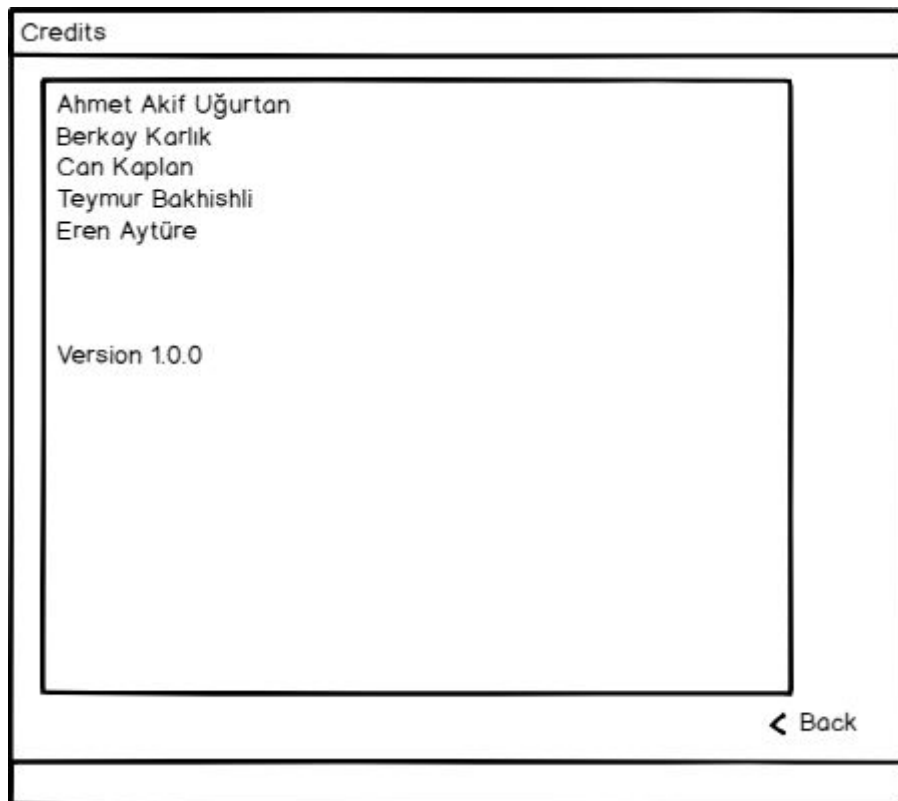 Credits
Ahmet Akif Uğurtan
Berkay Karlık
Can Kaplan
Teymur Bakhishli
Eren Aytüre
Version 1.0.0
Back